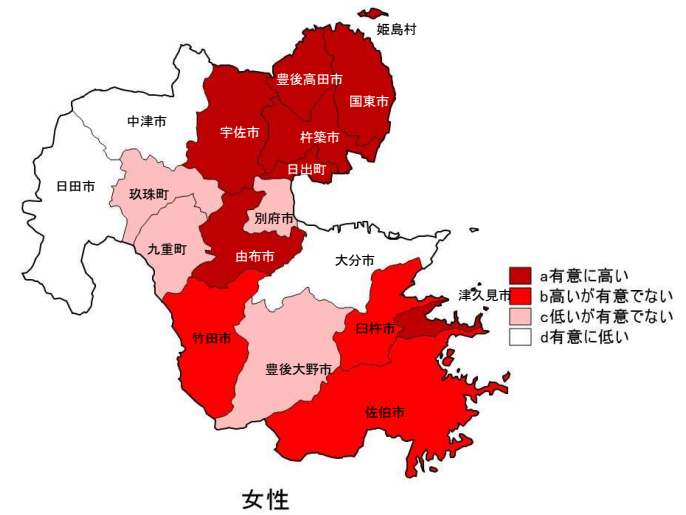 姫島村
豊後高田市
国東市
中津市
宇佐市
杵築市
日出町
日田市
玖珠町
別府市
九重町
由布市
大分市
a有意に高い
津久見市
b高いが有意でない
c低いが有意でない
臼杵市
竹田市
d有意に低い
豊後大野市
佐伯市
女性